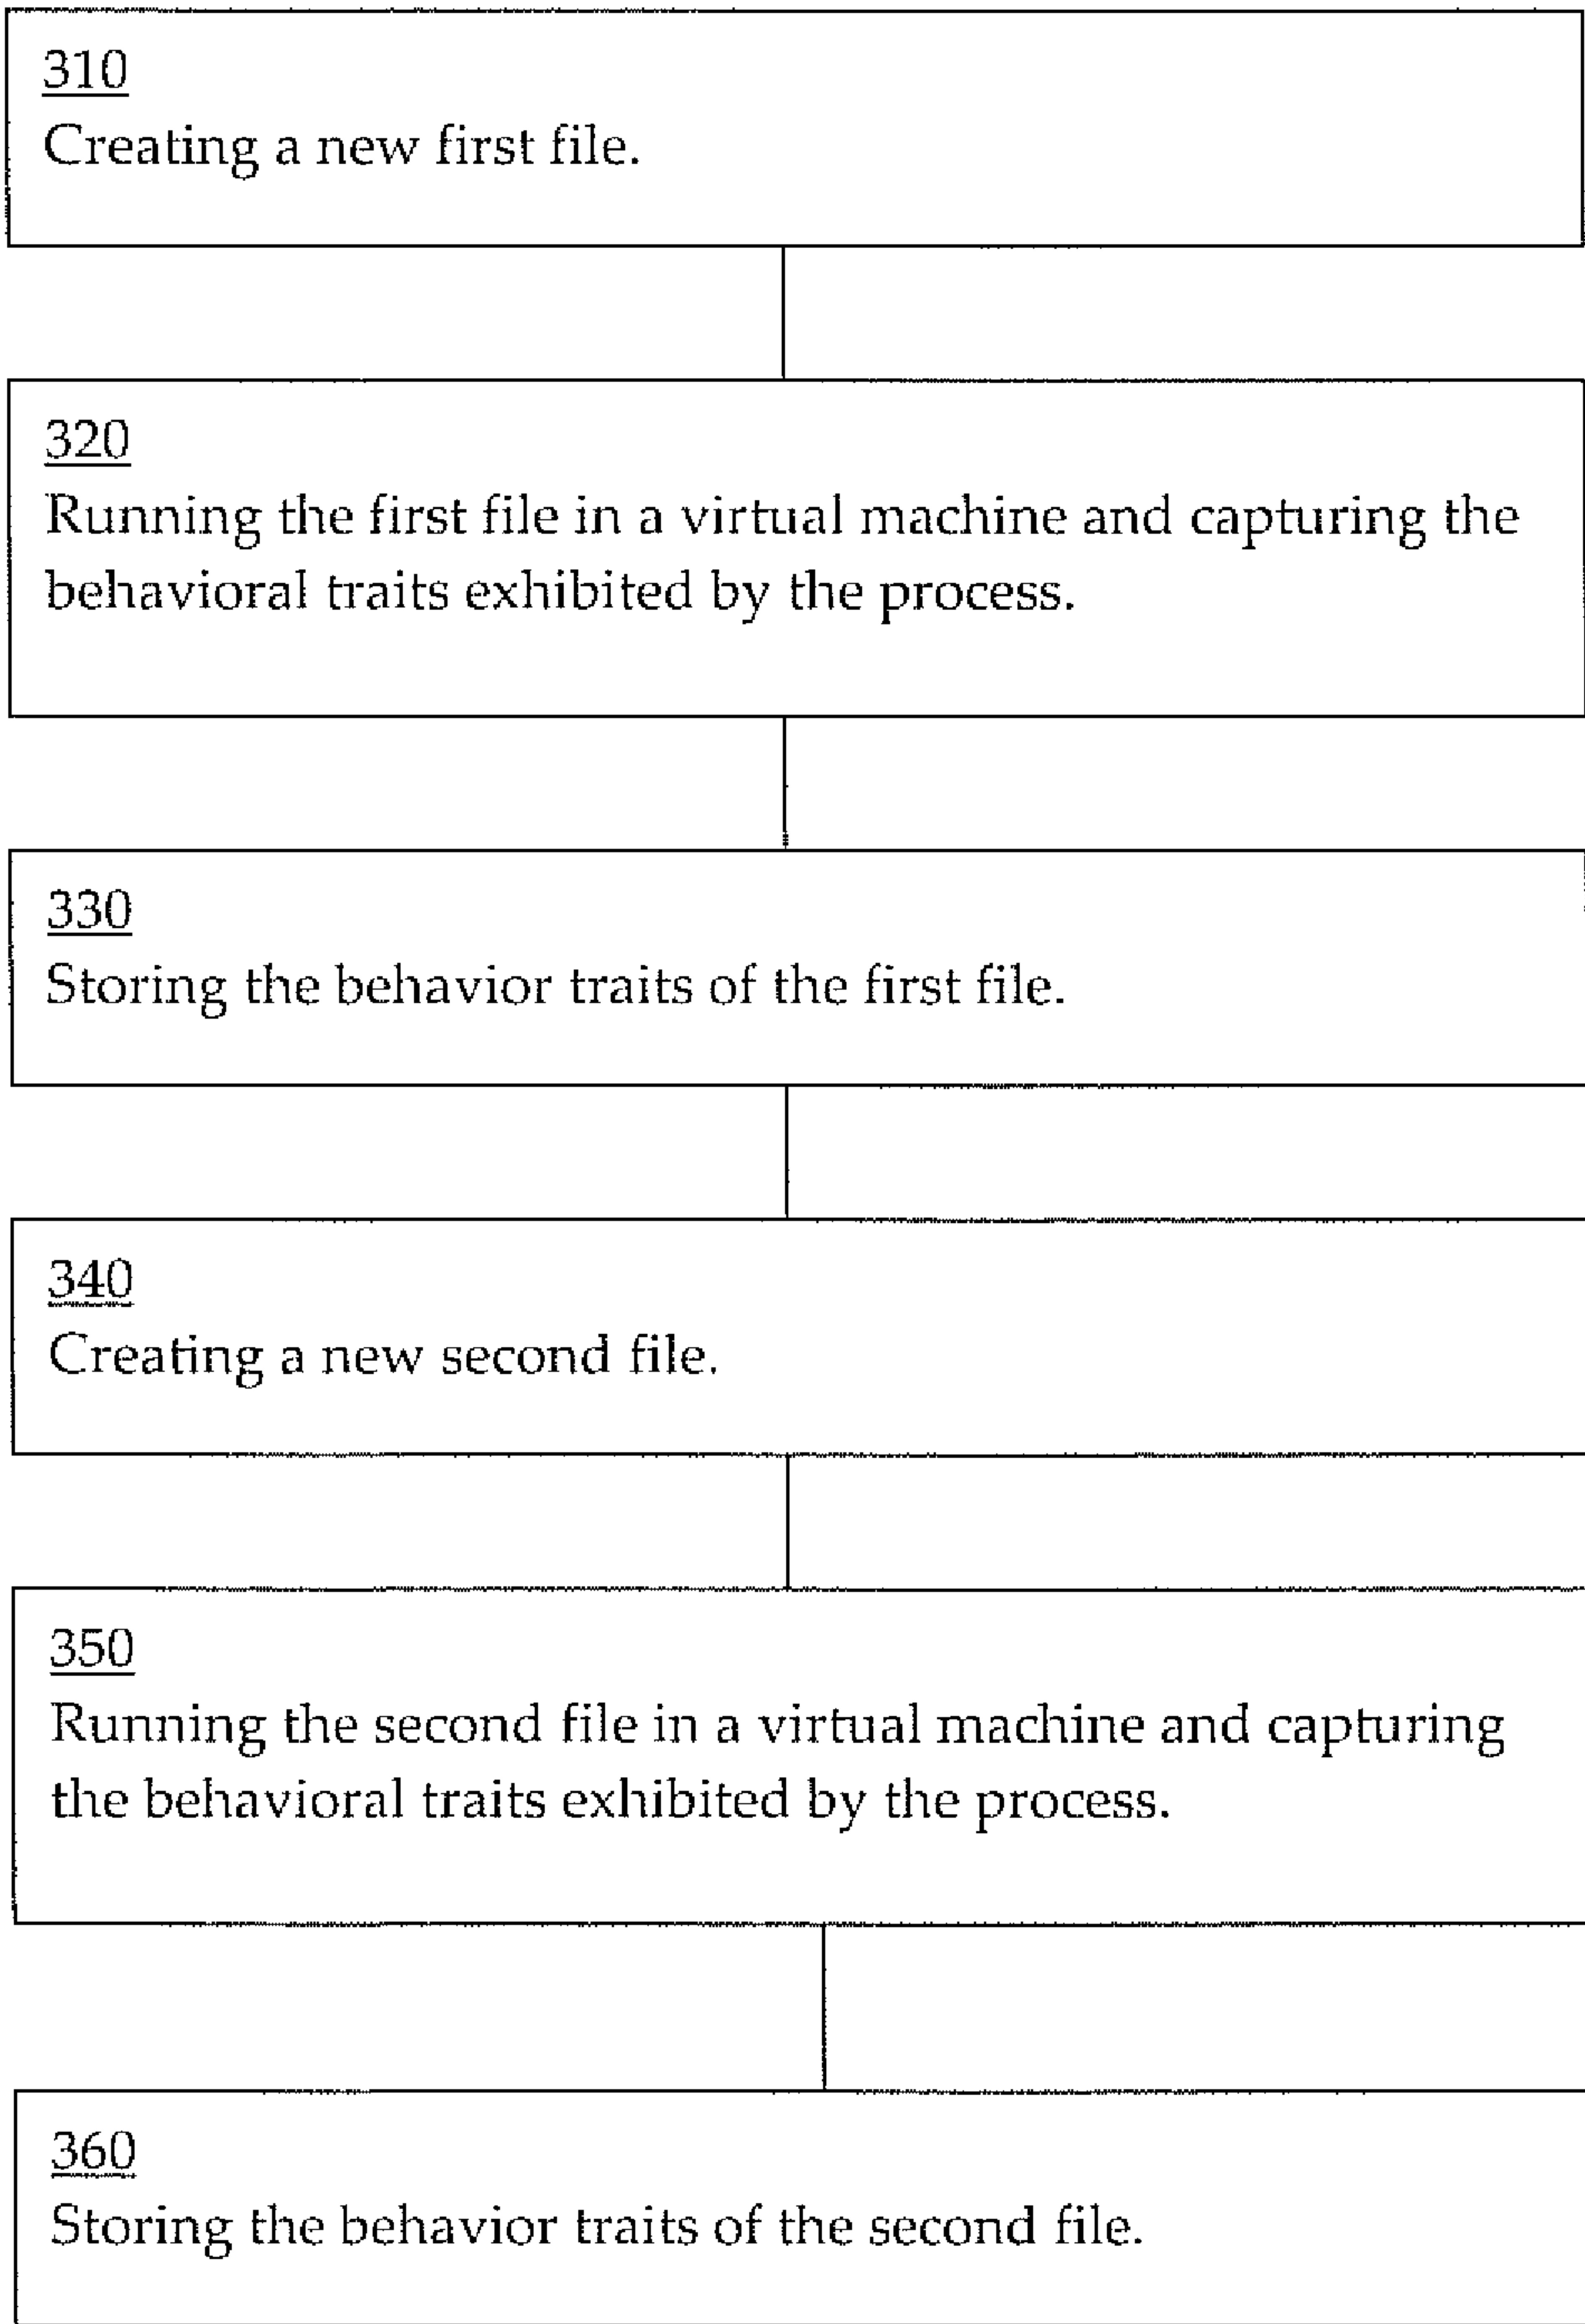 310
Creating a new first file.
320
Running the first file in a virtual machine and capturing the
behavioral traits exhibited by the process.
330
Storing the behavior traits of the first file.
340
Creating a new second file.
350
Running the second file in a virtual machine and capturing
the behavioral traits exhibited by the process.
360
Storing the behavior traits of the second file.